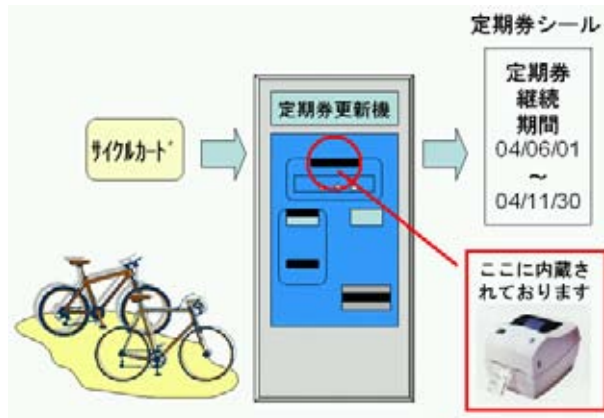 定期券シール
定期券
継続
期間
04/06/01
～
04/11/30
定期券更新機
サイクルカード
ここに内蔵さ
れております